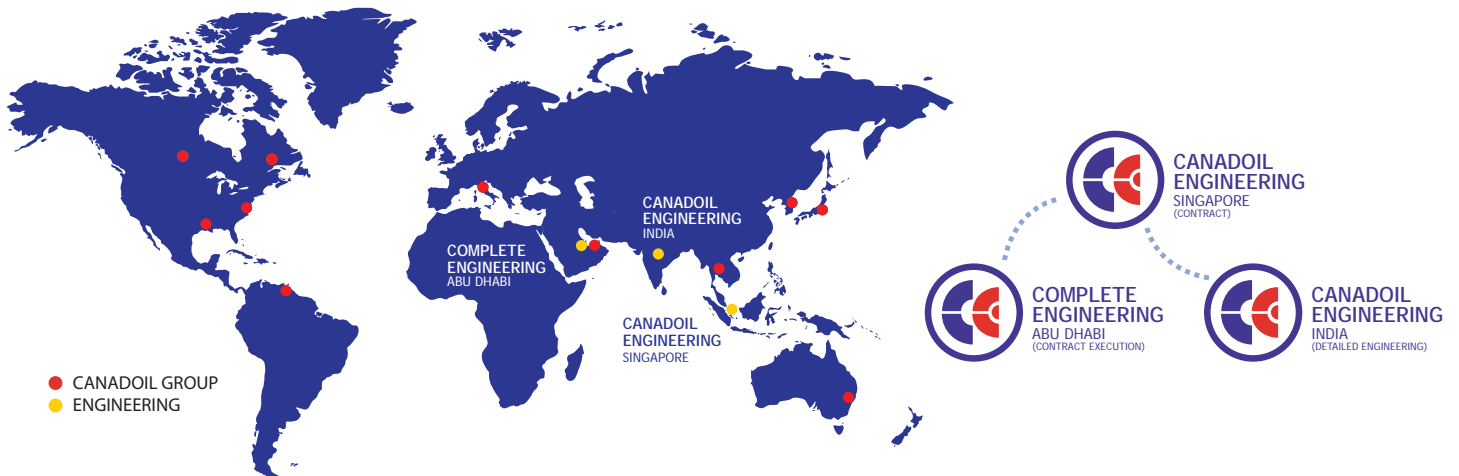 CANADOIL
ENGINEERING
INDIA
COMPLETE
ENGINEERING
ABU DHABI
CANADOIL
ENGINEERING
SINGAPORE
CANADOIL GROUP
ENGINEERING
CANADOIL
ENGINEERING
SINGAPORE
(CONTRACT)
COMPLETE
ENGINEERING
ABU DHABI
(CONTRACT EXECUTION)
CANADOIL
ENGINEERING
INDIA
(DETAILED ENGINEERING)